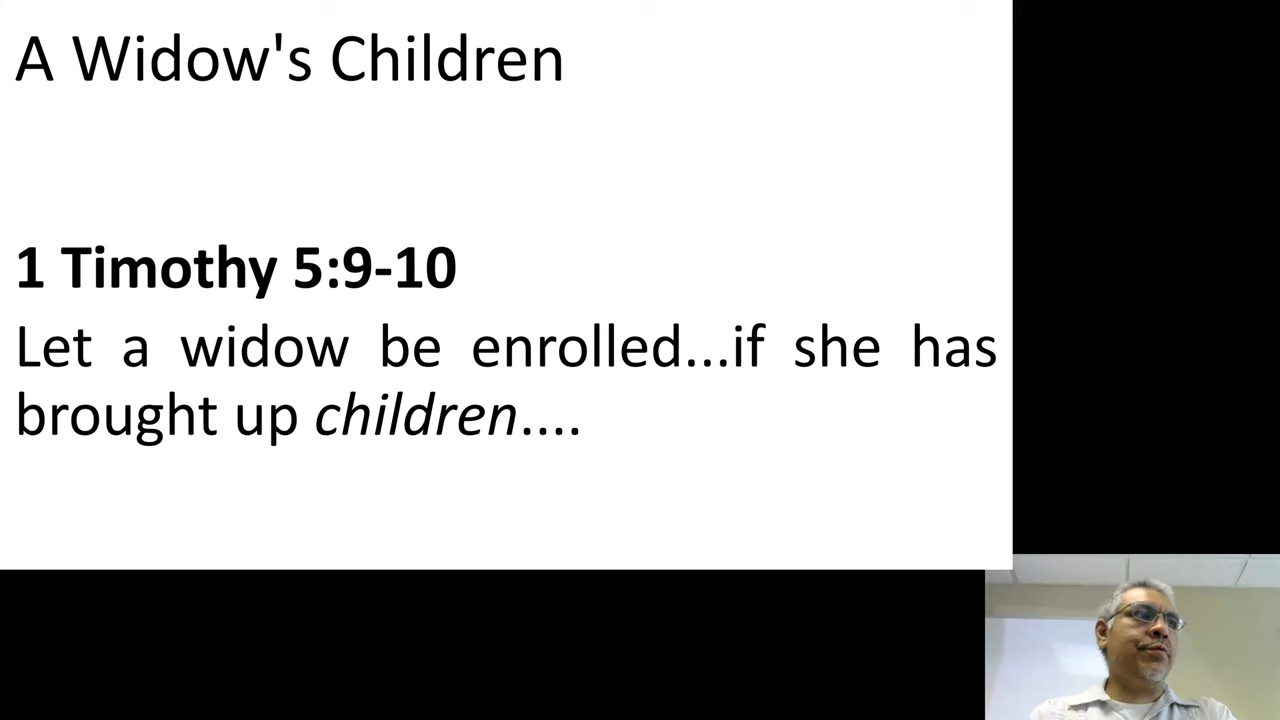 A Widow's Children
1 Timothy 5:9-10
Let a widow be enrolled...if she has
brought up children....